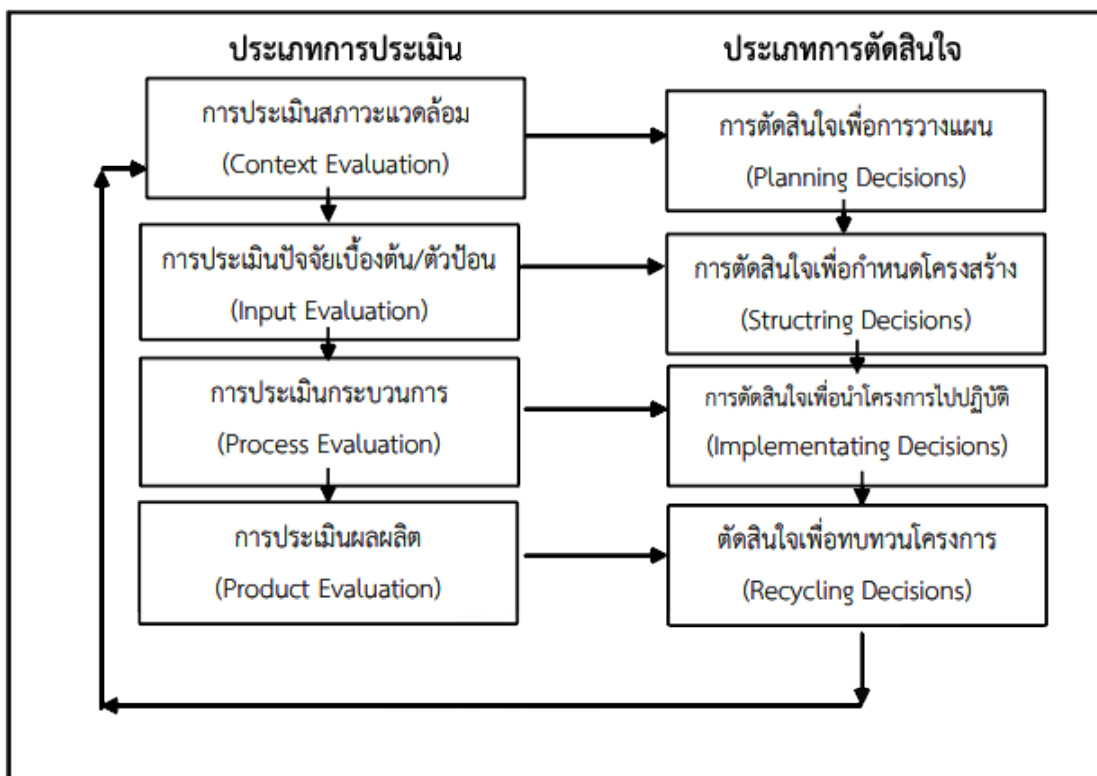 ประเภทการประเมิน
ประเภทการตัดสินใจ
การประเมินสภาวะแวดล้อม
(Context Evaluation)
การตัดสินใจเพื่อการวางแผน
(Planning Decisions)
การประเมินปัจจัยเบื้องต้น/ตัวป้อน
(Input Evaluation)
การตัดสินใจเพื่อกำหนดโครงสร้าง
(Structring Decisions)
การประเมินกระบวนการ
(Process Evaluation)
การตัดสินใจเพื่อนำโครงการไปปฏิบัติ
(Implementating Decisions)
การประเมินผลผลิต
(Product Evaluation)
ตัดสินใจเพื่อทบทวนโครงการ
(Recycling Decisions)